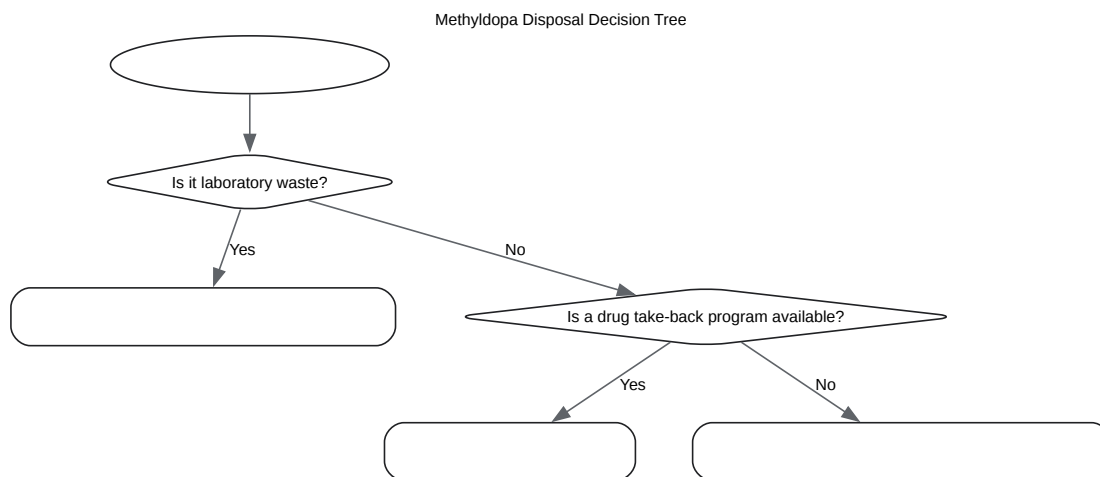 Methyldopa Disposal Decision Tree
Is it laboratory waste?
Yes
No
Is a drug take-back program available?
Yes
No